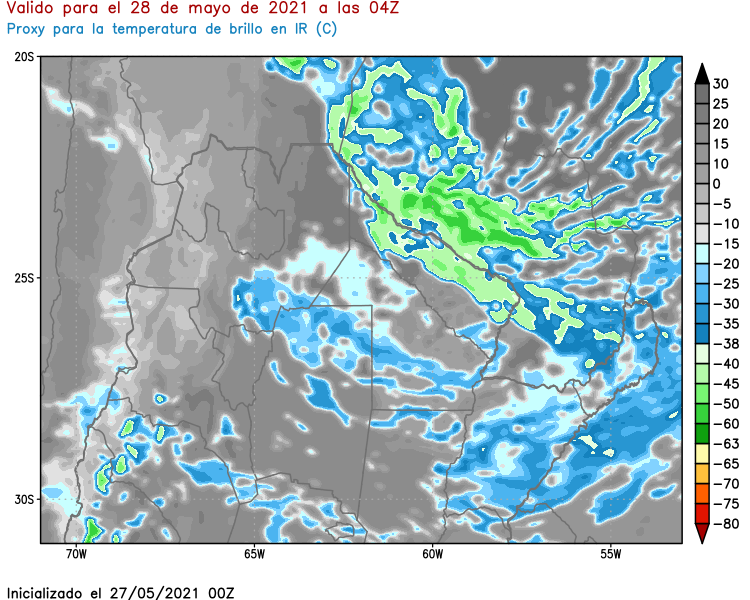 Valido para el 28 de mayo de 2021 a las 04Z
Proxy para la temperatura de brillo en IR (C)
20S
25S
30S
70W
65W
60W
55W
30
25
20
15
10
0
−5
−10
−15
−20
−25
−30
−35
−38
−40
−45
−50
−60
−63
−65
−70
−75
−80
Inicializado el 27/05/2021 00Z